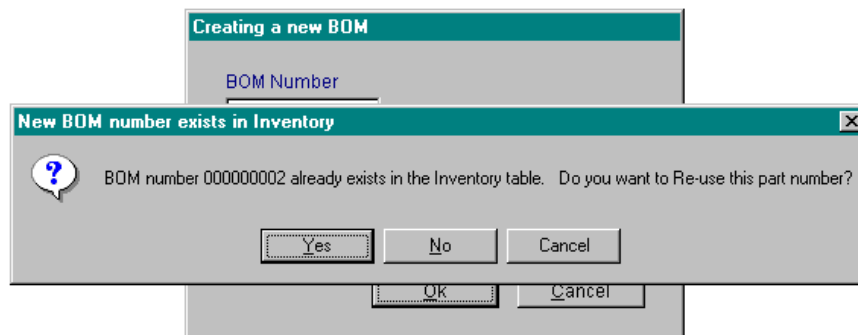 Creating a new BOM
BOM Number
New BOM number exists in Inventory
?
BOM number 000000002 already exists in the Inventory table. Do you want to Re-use this part number?
Yes No Cancel
Ok Cancel